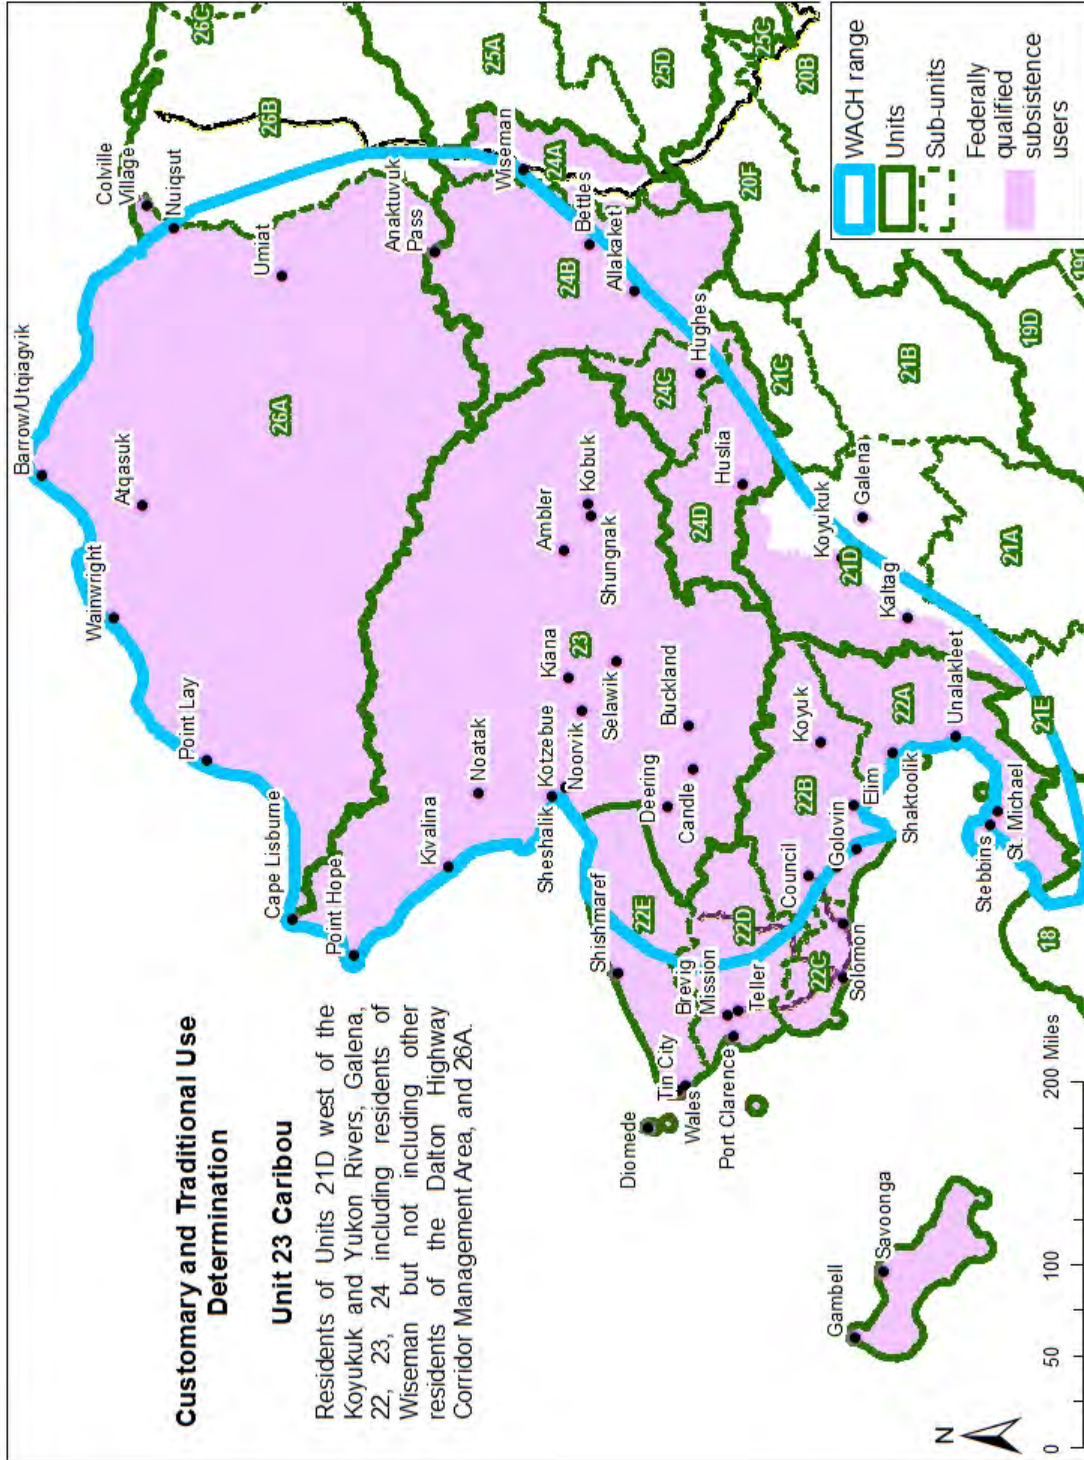 Customary and Traditional Use
Determination
Unit 23 Caribou
Residents of Units 21D west of the
Koyukuk and Yukon Rivers, Galena,
22, 23, 24 including residents of
Wiseman but not including other
residents of the Dalton Highway
Corridor Management Area, and 26A.
Barrow/Utqiagvik
Wainwright
Atqasuk
Point Lay
Cape Lisburne
Point Hope
Colville
Village
Nuiqsut
Umiat
Anaktuvuk
Pass
Wiseman
Bettles
Allakaket
Hughes
Huslia
Kivalina
Noatak
Sheshalik
Kotzebue
Noorvik
Kiana
Selawik
Ambler
Shungnak
Kobuk
Deering
Candle
Buckland
Koyuk
Koyukuk
Galena
Kaltag
Unalakleet
Shaktoolik
Elim
Golovin
Council
Solomon
Stebbins
St. Michael
Shishmaref
Brevig
Mission
Teller
Tin City
Wales
Port Clarence
Diomede
Savoonga
Gambell
26A
26B
26C
26C
25A
25D
25C
20B
20F
24A
24B
24C
24D
23
22E
22D
22C
22B
22A
21D
21C
21B
21A
21E
19D
18
WACH range
Units
Sub-units
Federally
qualified
subsistence
users
N
0 50 100 200 Miles